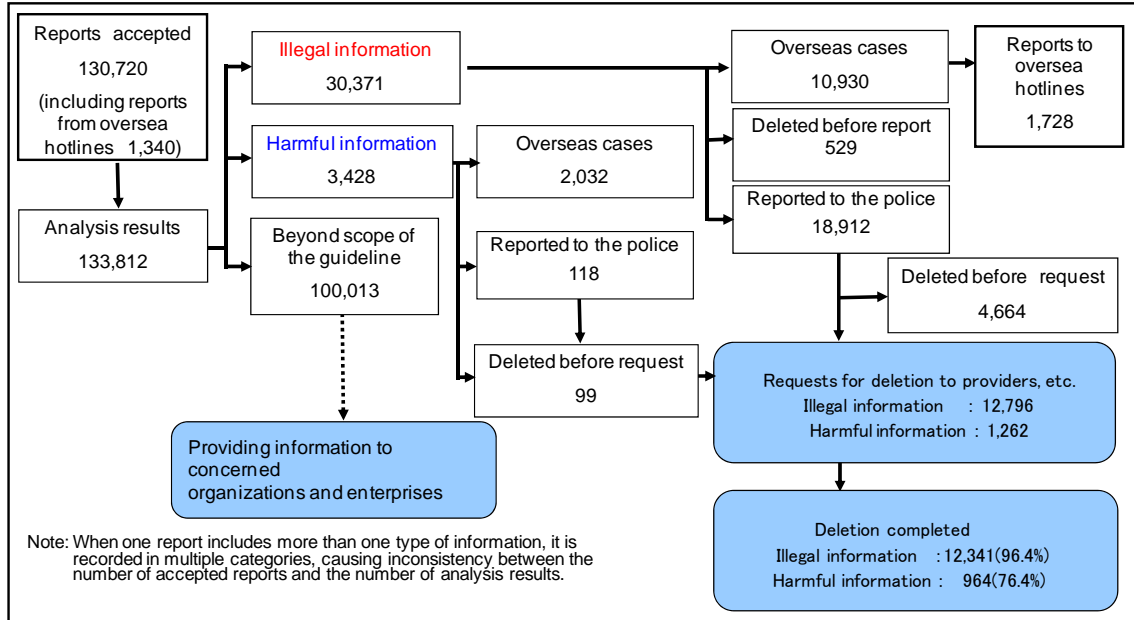 Reports accepted
130,720
(including reports
from oversea
hotlines 1,340)
Analysis results
133,812
Illegal information
30,371
Harmful information
3,428
Beyond scope of
the guideline
100,013
Overseas cases
2,032
Reported to the police
118
Deleted before request
99
Overseas cases
10,930
Deleted before report
529
Reported to the police
18,912
Reports to
oversea
hotlines
1,728
Deleted before request
4,664
Requests for deletion to providers, etc.
Illegal information : 12,796
Harmful information : 1,262
Providing information to
concerned
organizations and enterprises
Deletion completed
Illegal information :12,341(96.4%)
Harmful information : 964(76.4%)
Note: When one report includes more than one type of information, it is
recorded in multiple categories, causing inconsistency between the
number of accepted reports and the number of analysis results.